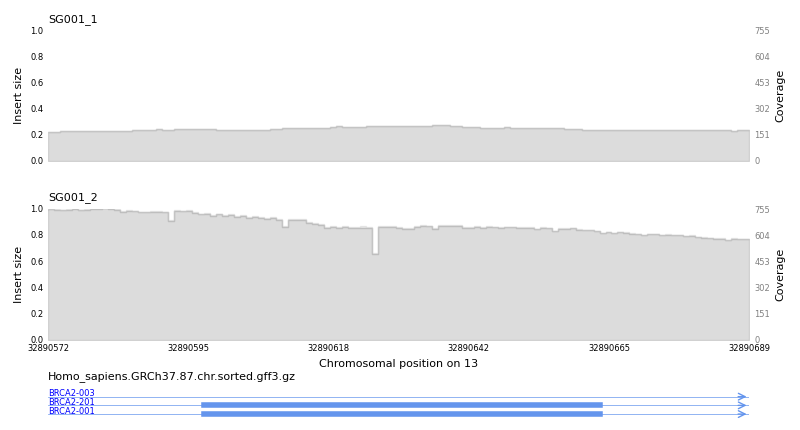 SG001_1
1.0 755
0.8 604
0.6 453
Insert size Coverage
0.4 302
0.2 151
0.0 0
SG001_2
1.0 755
0.8 604
0.6 453
Insert size Coverage
0.4 302
0.2 151
0.0 0
32890572 32890595 32890618 32890642 32890665 32890689
Chromosomal position on 13
Homo_sapiens.GRCh37.87.chr.sorted.gff3.gz
BRCA2-003
BRCA2-201
BRCA2-001